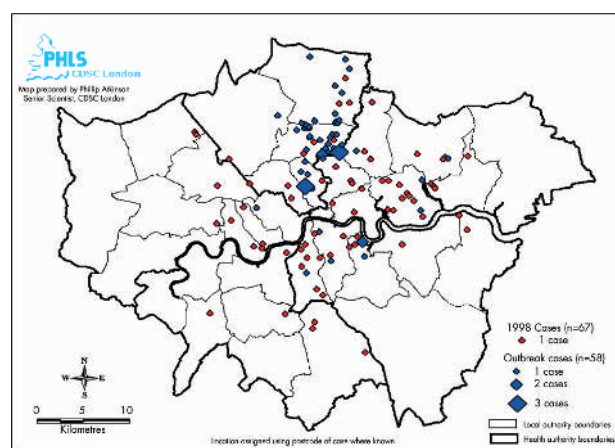 PHLS
CDSC London
Map prepared by Phillip Atkinson
Senior Scientist, CDSC London
1998 Cases (n=67)
1 case
Outbreak cases (n=58)
1 case
2 cases
3 cases
N
W E
S
0 5 10
Kilometres
Local authority boundaries
Health authority boundaries
Location assigned using postcode of case where known